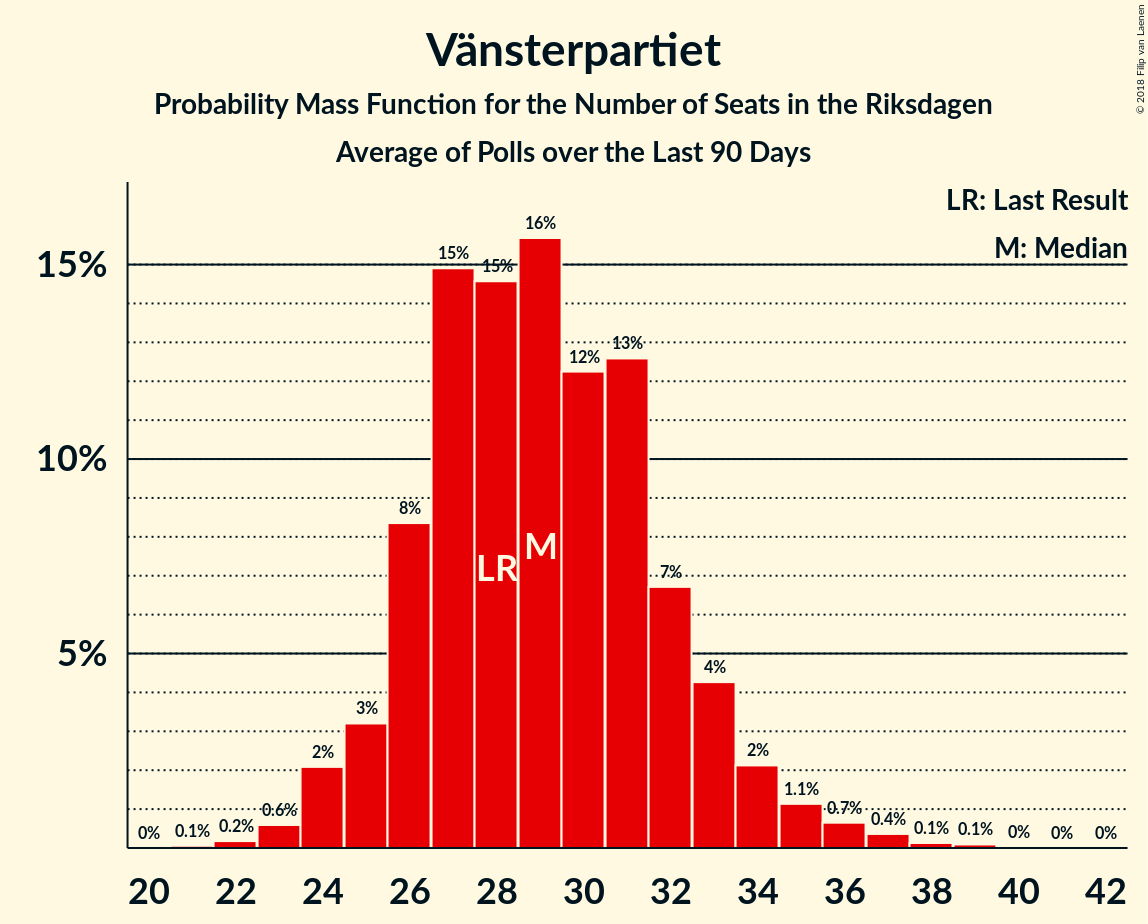 Vänsterpartiet
Probability Mass Function for the Number of Seats in the Riksdagen
Average of Polls over the Last 90 Days
© 2018 Filip van Laenen
LR: Last Result
M: Median
15%
10%
5%
0%
0.1%
0.2%
0.6%
2%
3%
8%
15%
15%
16%
12%
13%
7%
4%
2%
1.1%
0.7%
0.4%
0.1%
0.1%
0%
0%
0%
LR
M
20 22 24 26 28 30 32 34 36 38 40 42